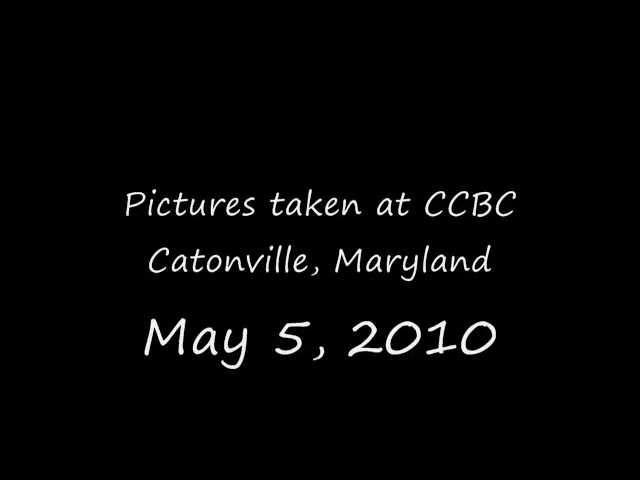 Pictures taken at CCBC
Catonville, Maryland
May 5, 2010